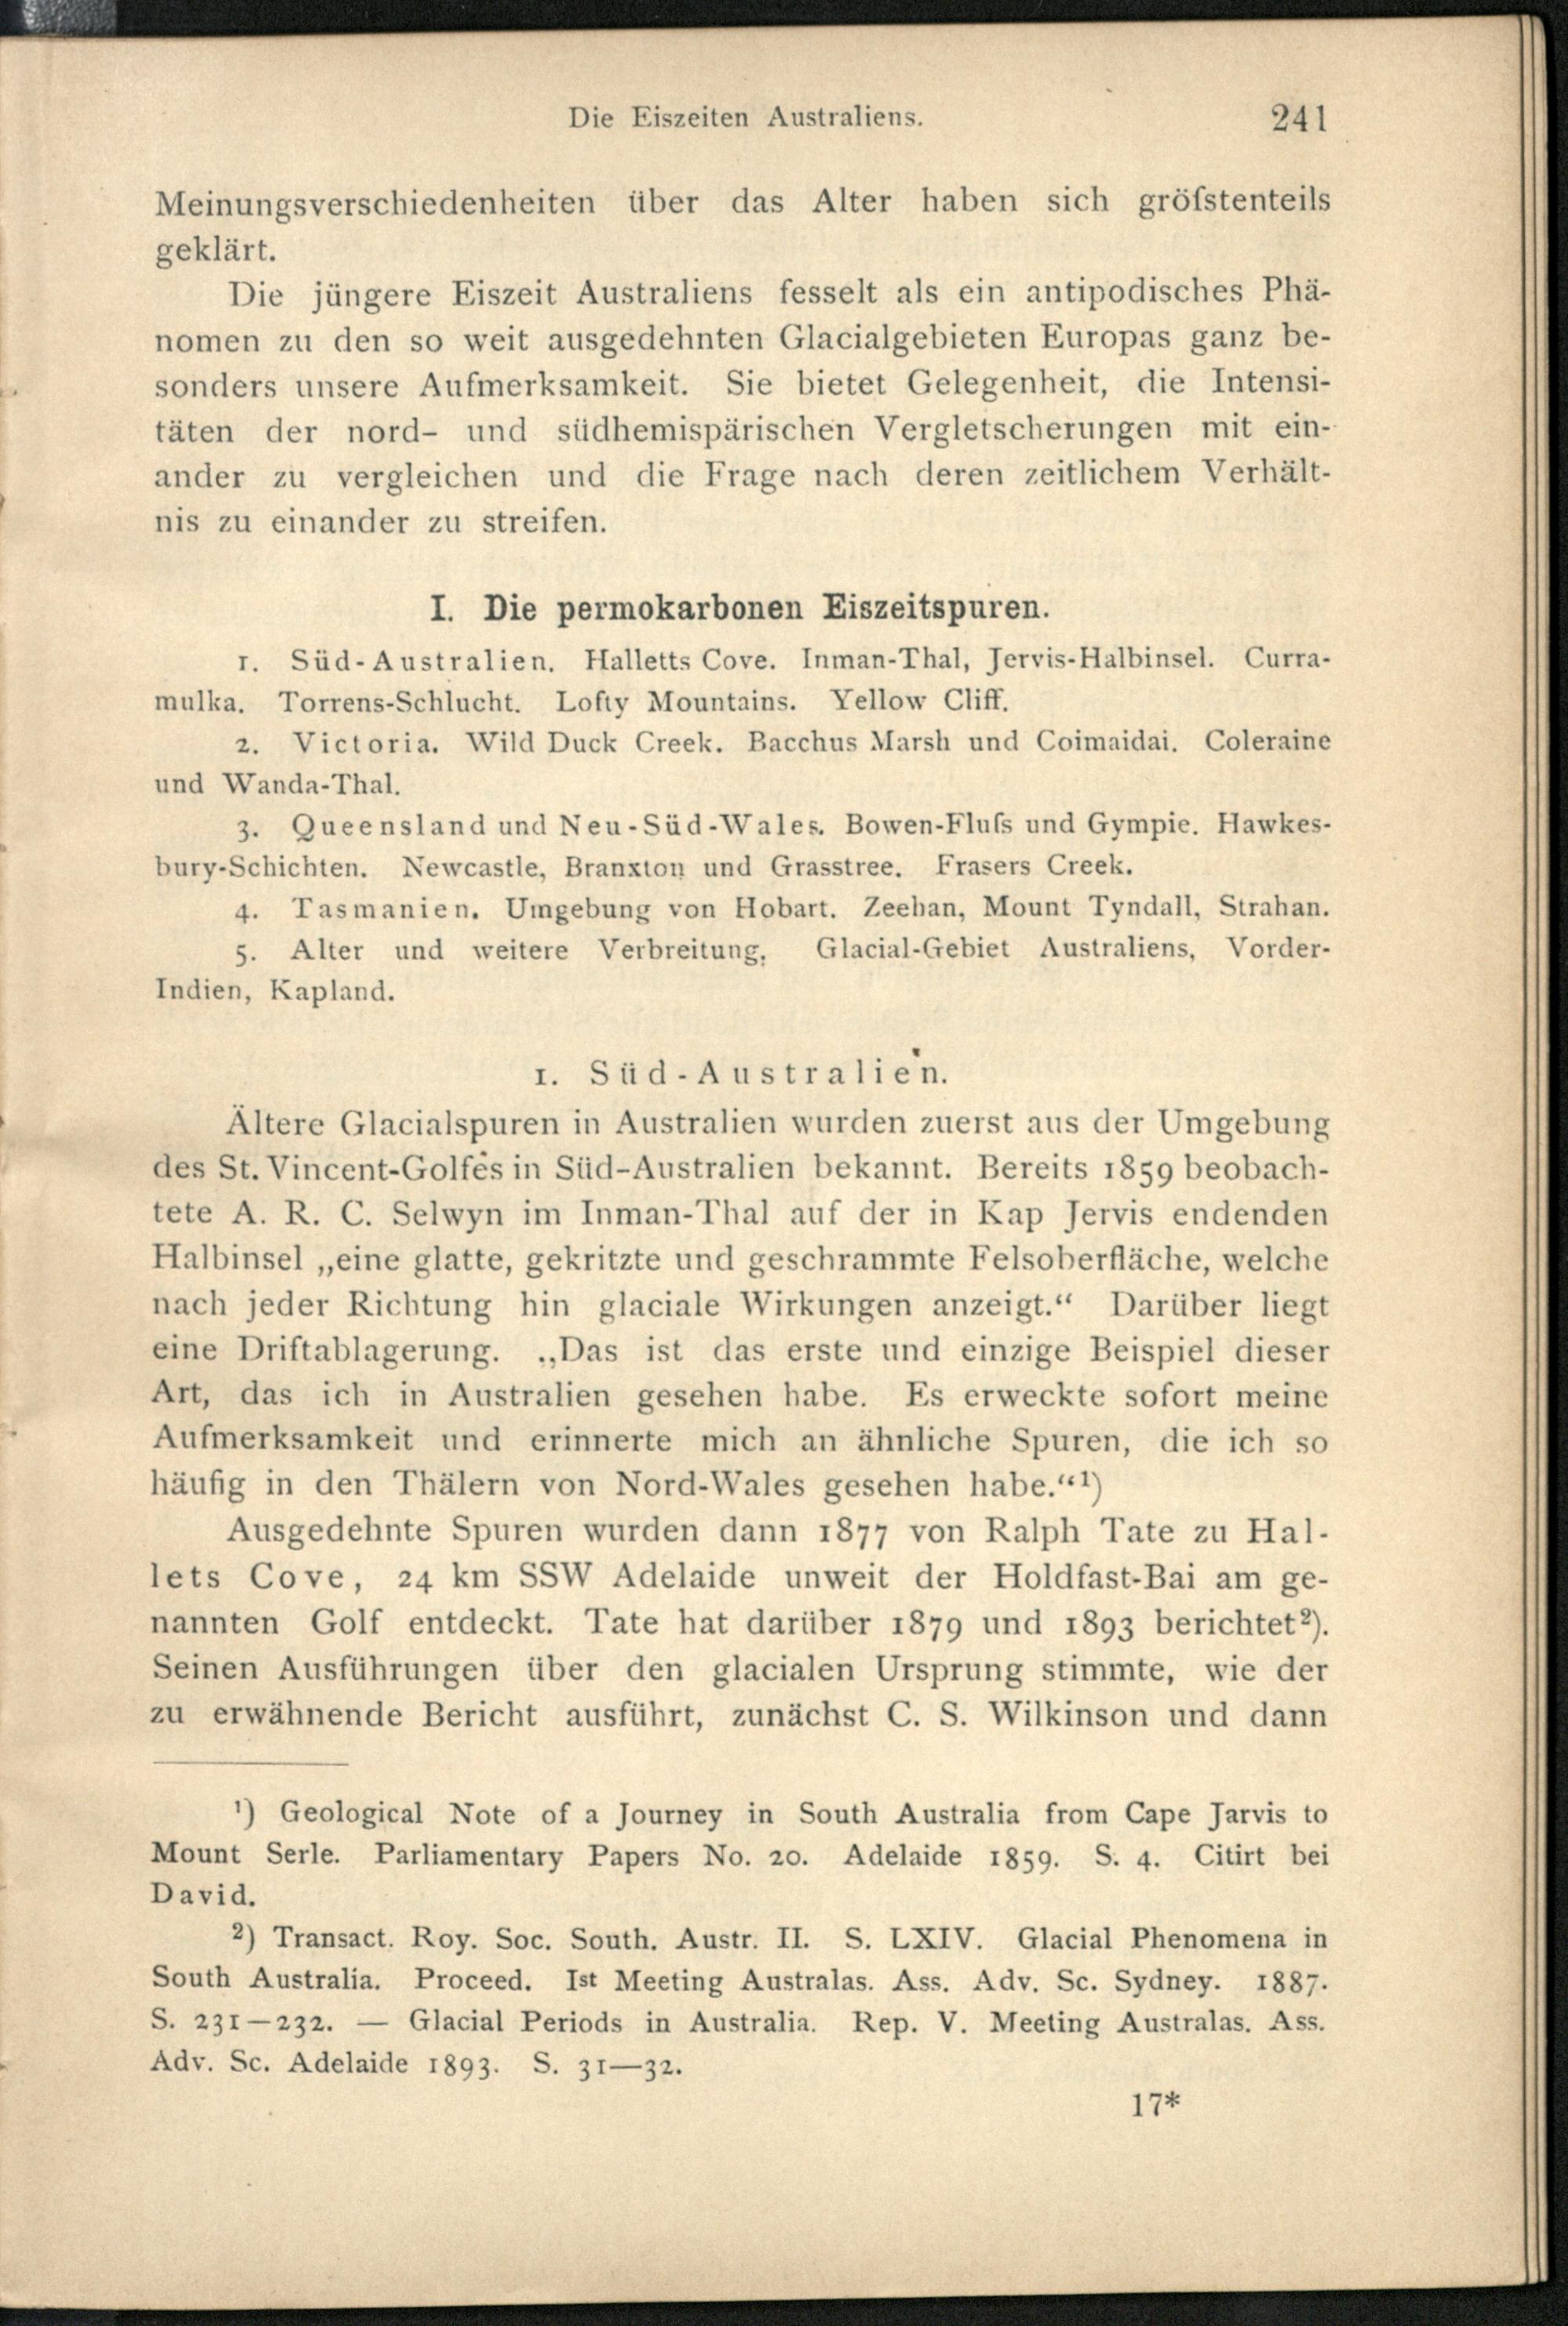 Die Eiszeiten Australiens. 241
Meinungsverschiedenheiten über das Alter haben sich gröſstenteils
geklärt.
Die jüngere Eiszeit Australiens fesselt als ein antipodisches Phä-
nomen zu den so weit ausgedehnten Glacialgebieten Europas ganz be-
sonders unsere Aufmerksamkeit. Sie bietet Gelegenheit, die Intensi-
täten der nord- und südhemispärischen Vergletscherungen mit ein-
ander zu vergleichen und die Frage nach deren zeitlichem Verhält-
nis zu einander zu streifen.
I. Die permokarbonen Eiszeitspuren.
1. Süd-Australien. Halletts Cove. Inman-Thal, Jervis-Halbinsel. Curra-
mulka. Torrens-Schlucht. Lofty Mountains. Yellow Cliff.
2. Victoria. Wild Duck Creek. Bacchus Marsh und Coimaidai. Coleraine
und Wanda-Thal.
3. Queensland und Neu-Süd-Wales. Bowen-Fluſs und Gympie. Hawkes-
bury-Schichten. Newcastle, Branxton und Grasstree. Frasers Creek.
4. Tasmanien. Umgebung von Hobart. Zeehan, Mount Tyndall, Strahan.
5. Alter und weitere Verbreitung. Glacial-Gebiet Australiens, Vorder-
Indien, Kapland.
1. Süd-Australien.
Ältere Glacialspuren in Australien wurden zuerst aus der Umgebung
des St. Vincent-Golfes in Süd-Australien bekannt. Bereits 1859 beobach-
tete A. R. C. Selwyn im Inman-Thal auf der in Kap Jervis endenden
Halbinsel „eine glatte, gekritzte und geschrammte Felsoberfläche, welche
nach jeder Richtung hin glaciale Wirkungen anzeigt.“ Darüber liegt
eine Driftablagerung. „Das ist das erste und einzige Beispiel dieser
Art, das ich in Australien gesehen habe. Es erweckte sofort meine
Aufmerksamkeit und erinnerte mich an ähnliche Spuren, die ich so
häufig in den Thälern von Nord-Wales gesehen habe.“¹)
Ausgedehnte Spuren wurden dann 1877 von Ralph Tate zu Hal-
lets Cove, 24 km SSW Adelaide unweit der Holdfast-Bai am ge-
nannten Golf entdeckt. Tate hat darüber 1879 und 1893 berichtet²).
Seinen Ausführungen über den glacialen Ursprung stimmte, wie der
zu erwähnende Bericht ausführt, zunächst C. S. Wilkinson und dann
¹) Geological Note of a Journey in South Australia from Cape Jarvis to
Mount Serle. Parliamentary Papers No. 20. Adelaide 1859. S. 4. Citirt bei
David.
²) Transact. Roy. Soc. South. Austr. II. S. LXIV. Glacial Phenomena in
South Australia. Proceed. Ist Meeting Australas. Ass. Adv. Sc. Sydney. 1887.
S. 231—232. — Glacial Periods in Australia. Rep. V. Meeting Australas. Ass.
Adv. Sc. Adelaide 1893. S. 31—32.
17*